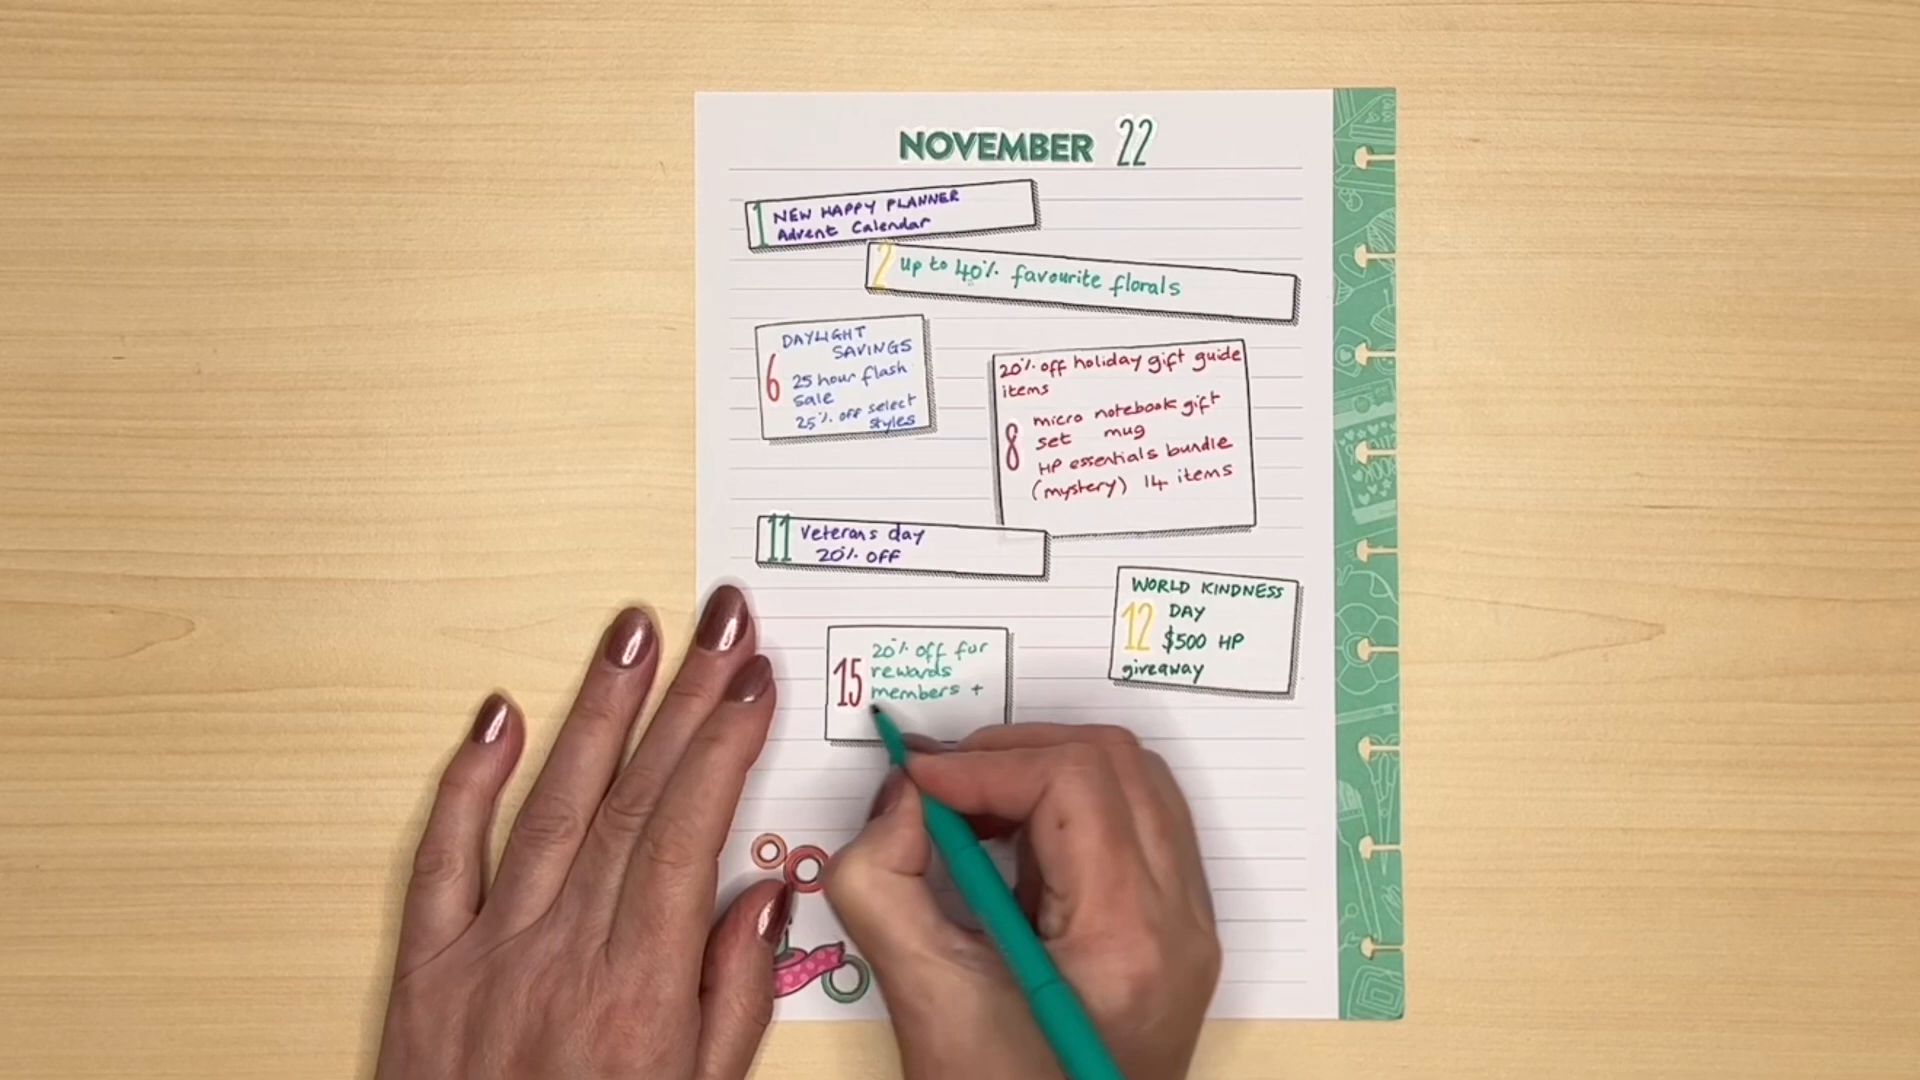 NOVEMBER 22
1 NEW HAPPY PLANNER
Advent Calendar
2 up to 40% favourite florals
DAYLIGHT
SAVINGS
6 25 hour flash
sale
25% off select
styles
20% off holiday gift guide
items
8 micro notebook gift
set mug
HP essentials bundle
(mystery) 14 items
11 Veterans day
20% OFF
WORLD KINDNESS
12 DAY
$500 HP
giveaway
15 20% off for
rewards
members +